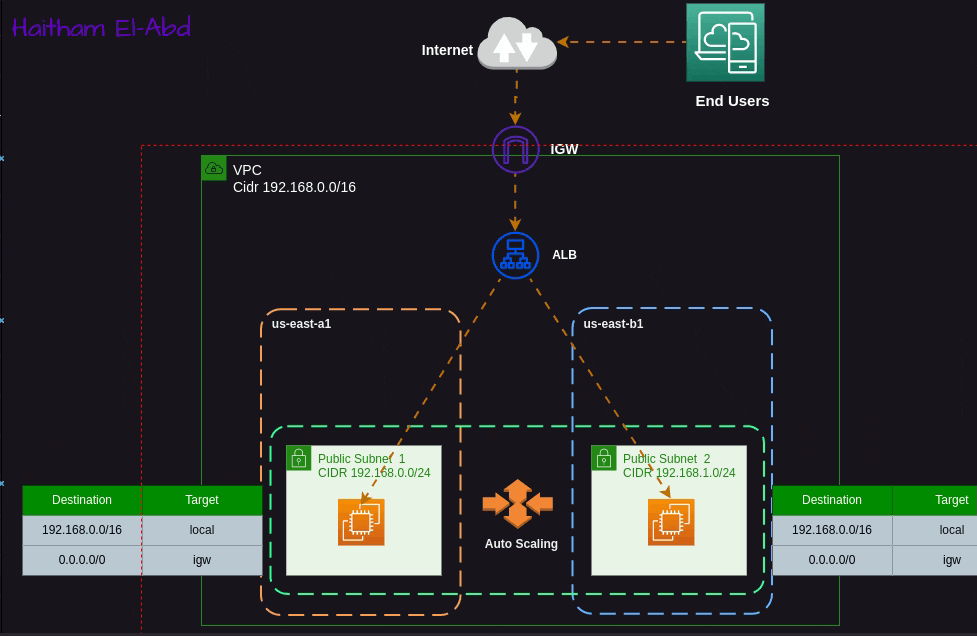 Haitham El-Abd
Internet
End Users
IGW
VPC
Cidr 192.168.0.0/16
ALB
us-east-a1
us-east-b1
Public Subnet 1
CIDR 192.168.0.0/24
Public Subnet 2
CIDR 192.168.1.0/24
Auto Scaling
Destination Target
192.168.0.0/16 local
0.0.0.0/0 igw
Destination Target
192.168.0.0/16 local
0.0.0.0/0 igw